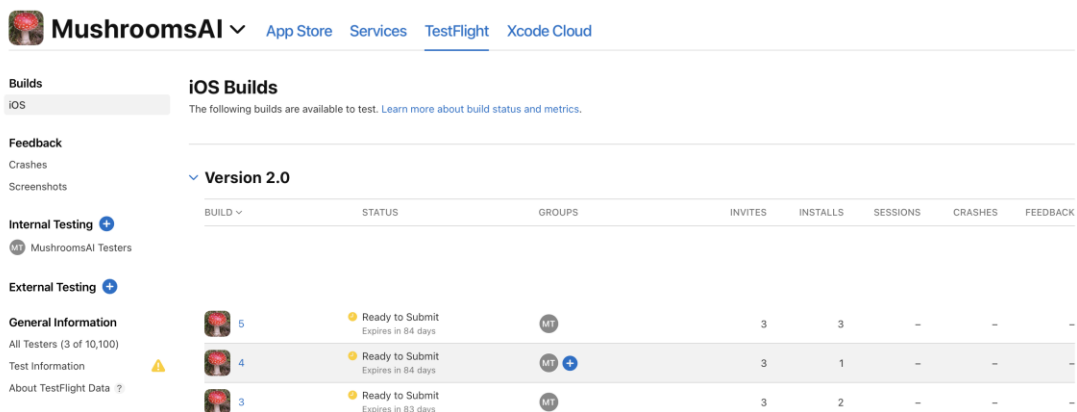 MushroomsAI App Store Services TestFlight Xcode Cloud
Builds
iOS
Feedback
Crashes
Screenshots
Internal Testing
MT MushroomsAI Testers
External Testing
General Information
All Testers (3 of 10,100)
Test Information
About TestFlight Data ?
iOS Builds
The following builds are available to test. Learn more about build status and metrics.
Version 2.0
BUILD STATUS GROUPS INVITES INSTALLS SESSIONS CRASHES FEEDBACK
5 Ready to Submit MT 3 3 – – –
Expires in 84 days
4 Ready to Submit MT 3 1 – – –
Expires in 84 days
3 Ready to Submit MT 3 2 – – –
Expires in 83 days